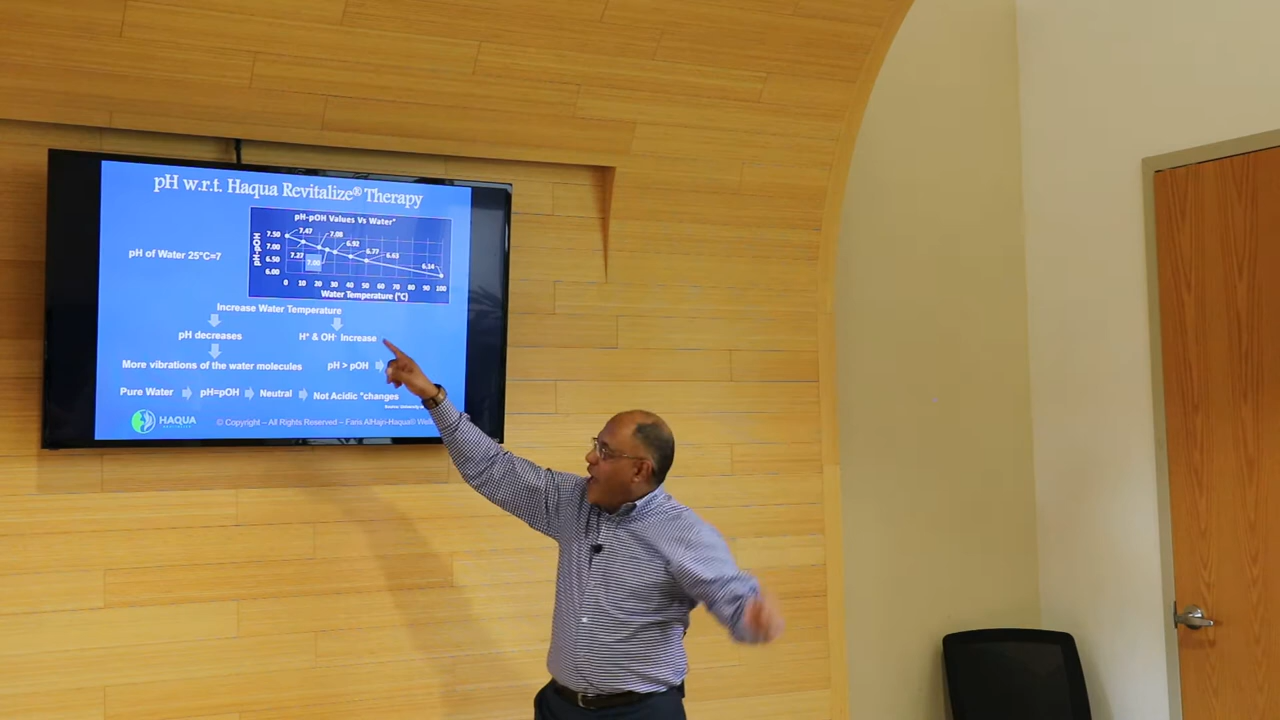 pH w.r.t. Haqua Revitalize® Therapy
pH-pOH Values Vs Water*
pH-pOH
7.50
7.00
6.50
6.00
7.47
7.27
7.08
7.00
6.92
6.77
6.63
6.14
0 10 20 30 40 50 60 70 80 90 100
Water Temperature (°C)
pH of Water 25°C=7
Increase Water Temperature
pH decreases
H⁺ & OH⁻ Increase
More vibrations of the water molecules
pH > pOH
Pure Water pH=pOH Neutral Not Acidic *changes
HAQUA
© Copyright – All Rights Reserved – Faris AlHajri-Haqua®